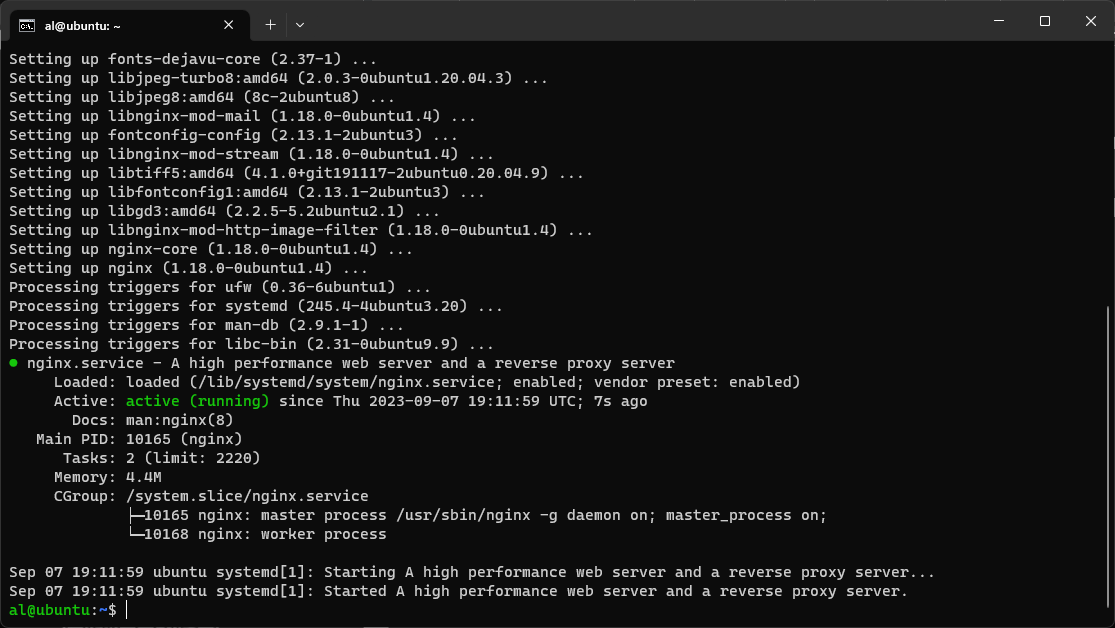 al@ubuntu: ~
Setting up fonts-dejavu-core (2.37-1) ...
Setting up libjpeg-turbo8:amd64 (2.0.3-0ubuntu1.20.04.3) ...
Setting up libjpeg8:amd64 (8c-2ubuntu8) ...
Setting up libnginx-mod-mail (1.18.0-0ubuntu1.4) ...
Setting up fontconfig-config (2.13.1-2ubuntu3) ...
Setting up libnginx-mod-stream (1.18.0-0ubuntu1.4) ...
Setting up libtiff5:amd64 (4.1.0+git191117-2ubuntu0.20.04.9) ...
Setting up libfontconfig1:amd64 (2.13.1-2ubuntu3) ...
Setting up libgd3:amd64 (2.2.5-5.2ubuntu2.1) ...
Setting up libnginx-mod-http-image-filter (1.18.0-0ubuntu1.4) ...
Setting up nginx-core (1.18.0-0ubuntu1.4) ...
Setting up nginx (1.18.0-0ubuntu1.4) ...
Processing triggers for ufw (0.36-6ubuntu1) ...
Processing triggers for systemd (245.4-4ubuntu3.20) ...
Processing triggers for man-db (2.9.1-1) ...
Processing triggers for libc-bin (2.31-0ubuntu9.9) ...
● nginx.service - A high performance web server and a reverse proxy server
     Loaded: loaded (/lib/systemd/system/nginx.service; enabled; vendor preset: enabled)
     Active: active (running) since Thu 2023-09-07 19:11:59 UTC; 7s ago
       Docs: man:nginx(8)
   Main PID: 10165 (nginx)
      Tasks: 2 (limit: 2220)
     Memory: 4.4M
     CGroup: /system.slice/nginx.service
             ├─10165 nginx: master process /usr/sbin/nginx -g daemon on; master_process on;
             └─10168 nginx: worker process
Sep 07 19:11:59 ubuntu systemd[1]: Starting A high performance web server and a reverse proxy server...
Sep 07 19:11:59 ubuntu systemd[1]: Started A high performance web server and a reverse proxy server.
al@ubuntu:~$